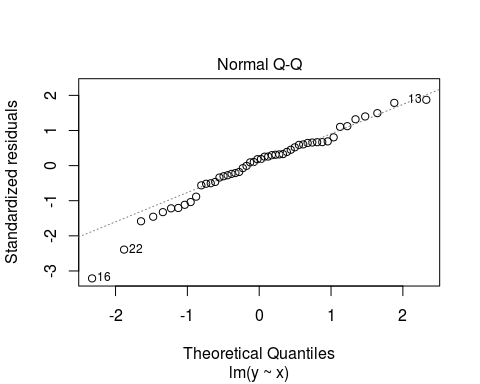 Normal Q-Q
Standardized residuals
2
1
0
-1
-2
-3
13
22
16
-2 -1 0 1 2
Theoretical Quantiles
lm(y ~ x)